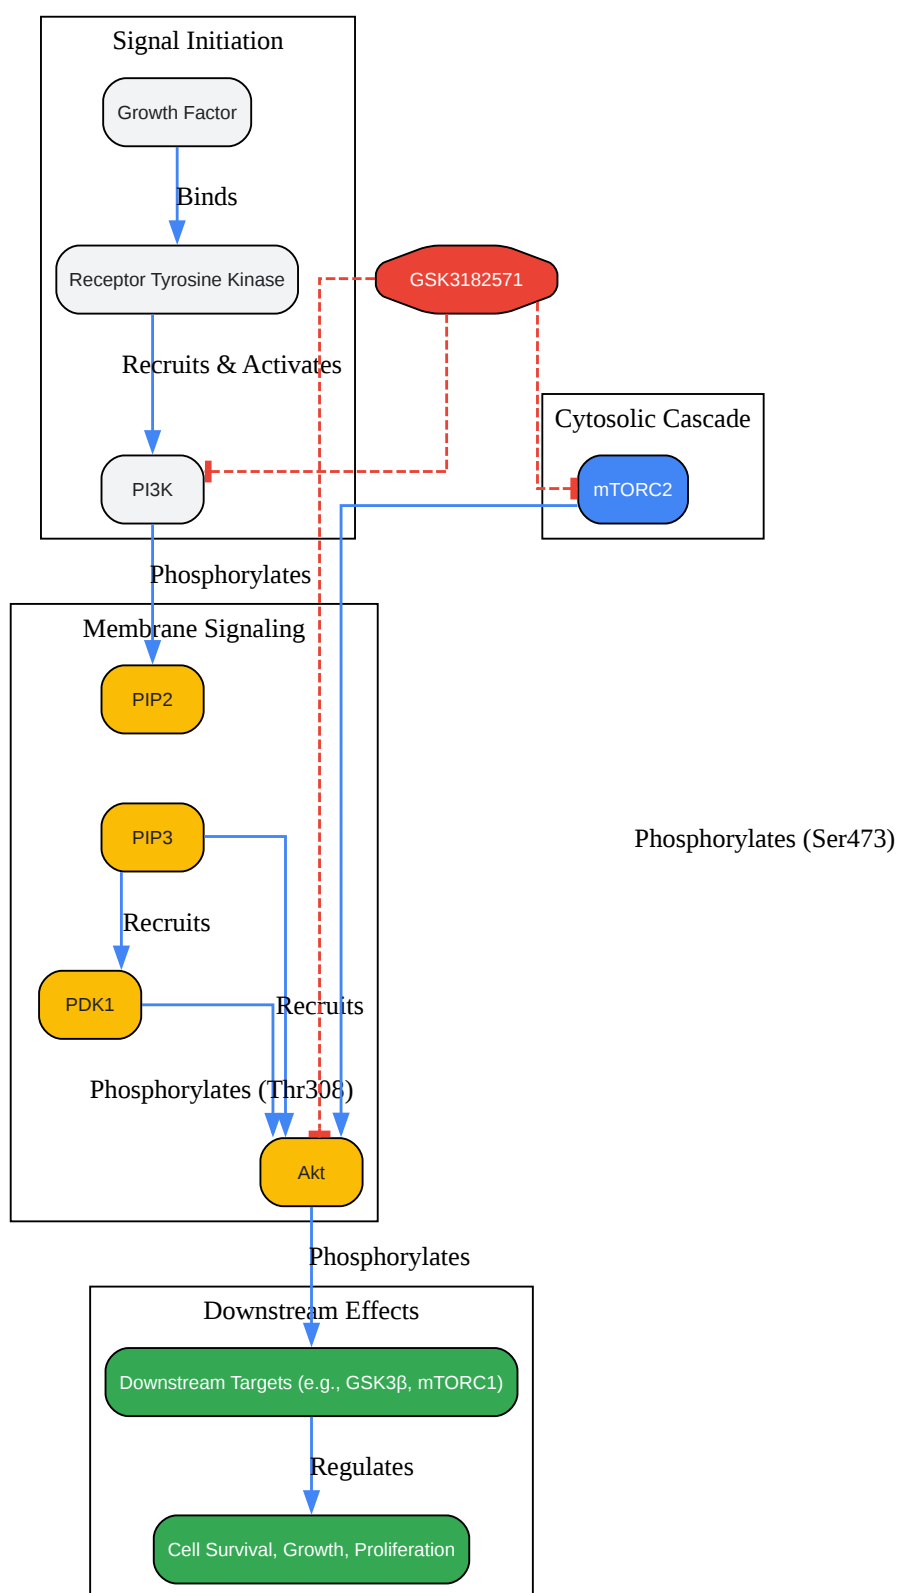 Signal Initiation
Growth Factor
Binds
Receptor Tyrosine Kinase
GSK3182571
Recruits & Activates
Cytosolic Cascade
PI3K
mTORC2
Phosphorylates
Membrane Signaling
PIP2
PIP3
Phosphorylates (Ser473)
Recruits
PDK1
Recruits
Phosphorylates (Thr308)
Akt
Phosphorylates
Downstream Effects
Downstream Targets (e.g., GSK3β, mTORC1)
Regulates
Cell Survival, Growth, Proliferation